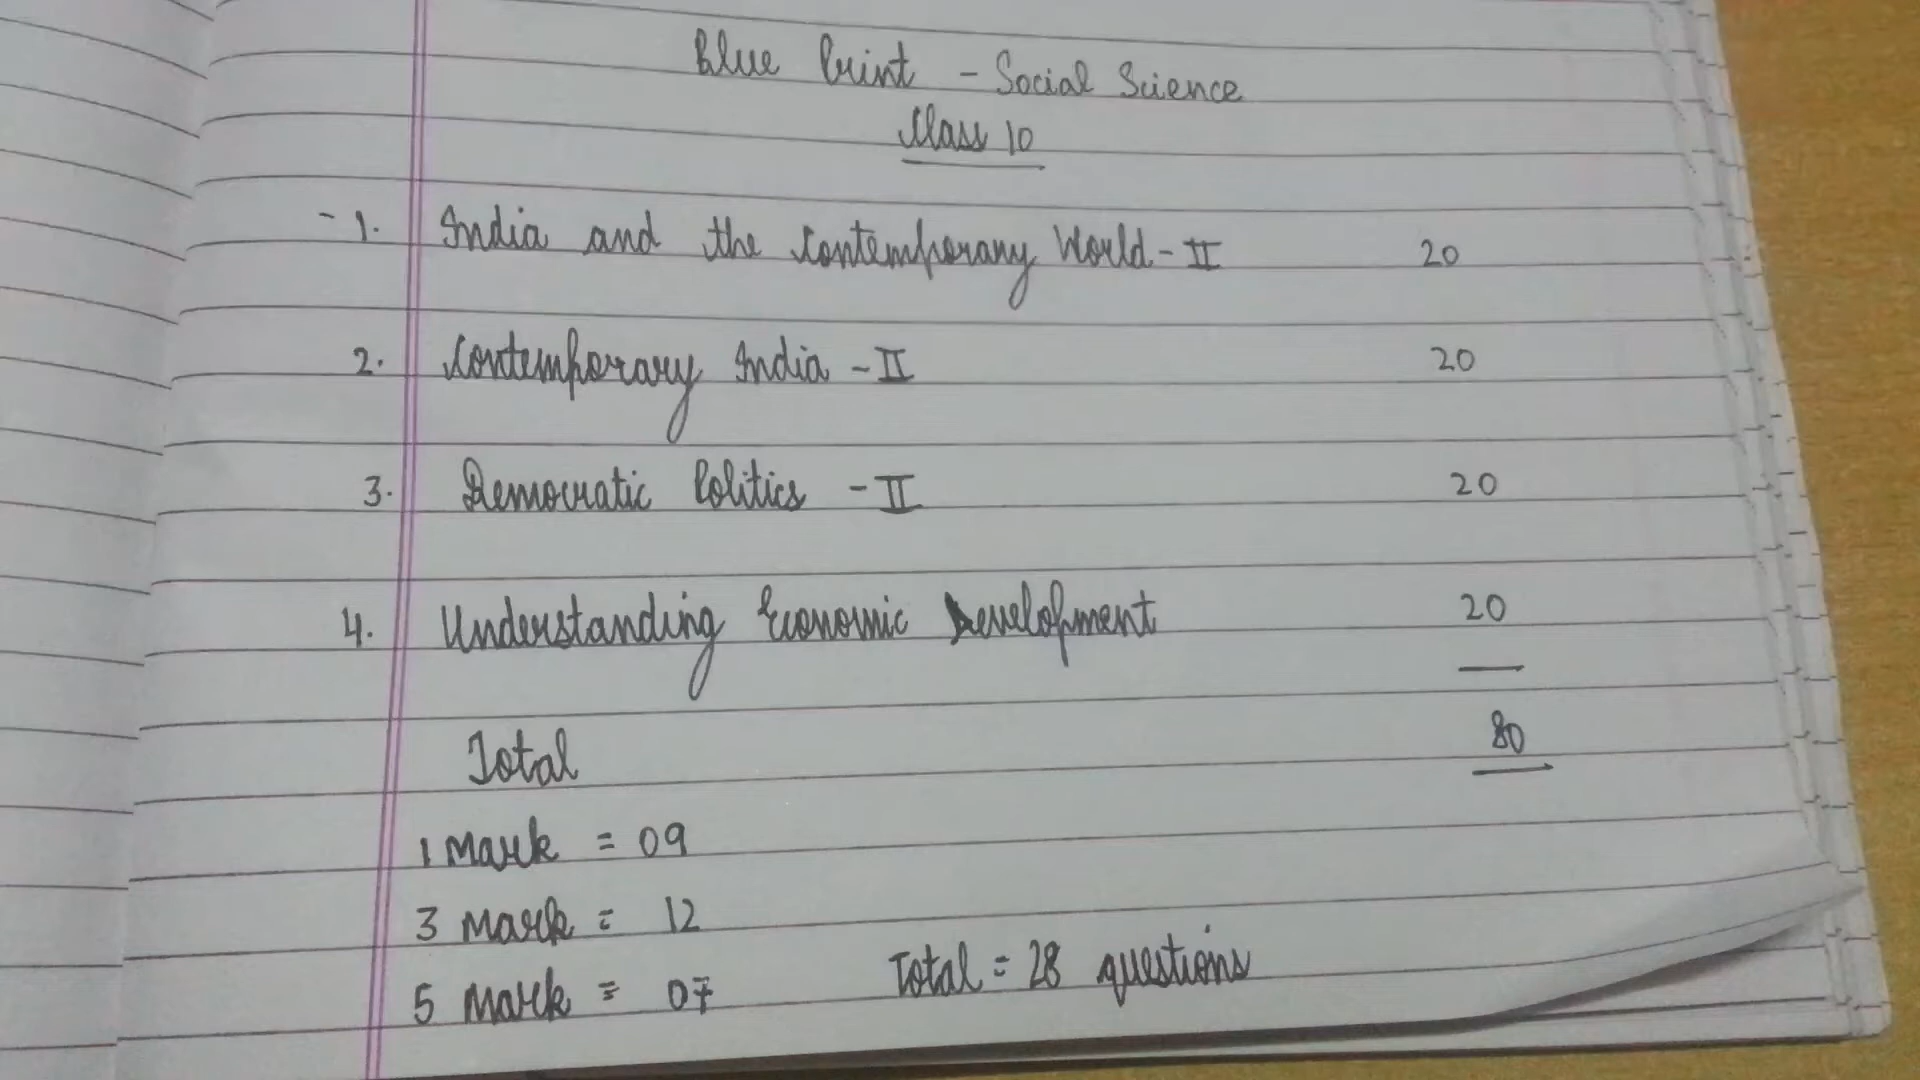 Blue Print - Social Science
Class 10
- 1. India and the Contemporary World - II 20
2. Contemporary India - II 20
3. Democratic Politics - II 20
4. Understanding Economic Development 20
Total 80
1 Mark = 09
3 Mark = 12
5 Mark = 07 Total = 28 questions